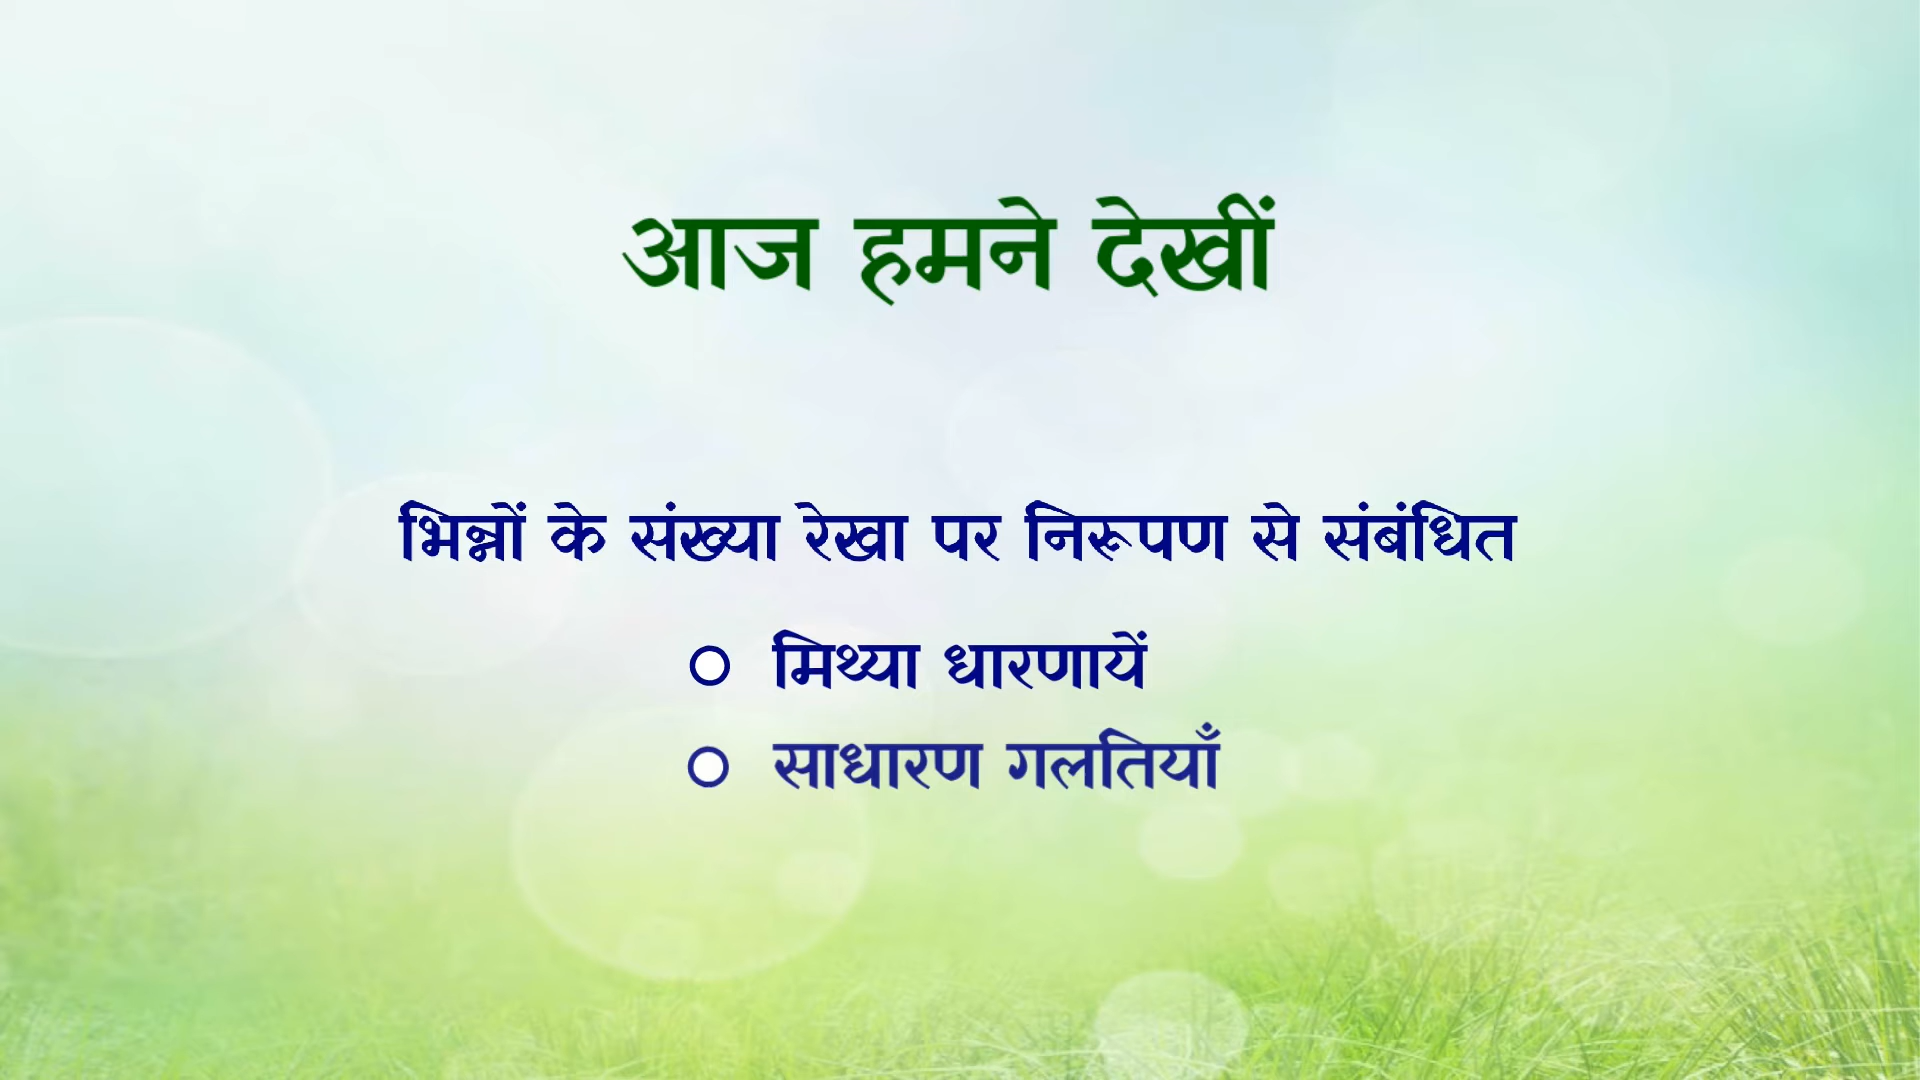 आज हमने देखीं
भिन्नों के संख्या रेखा पर निरूपण से संबंधित
मिथ्या धारणायें
साधारण गलतियाँ